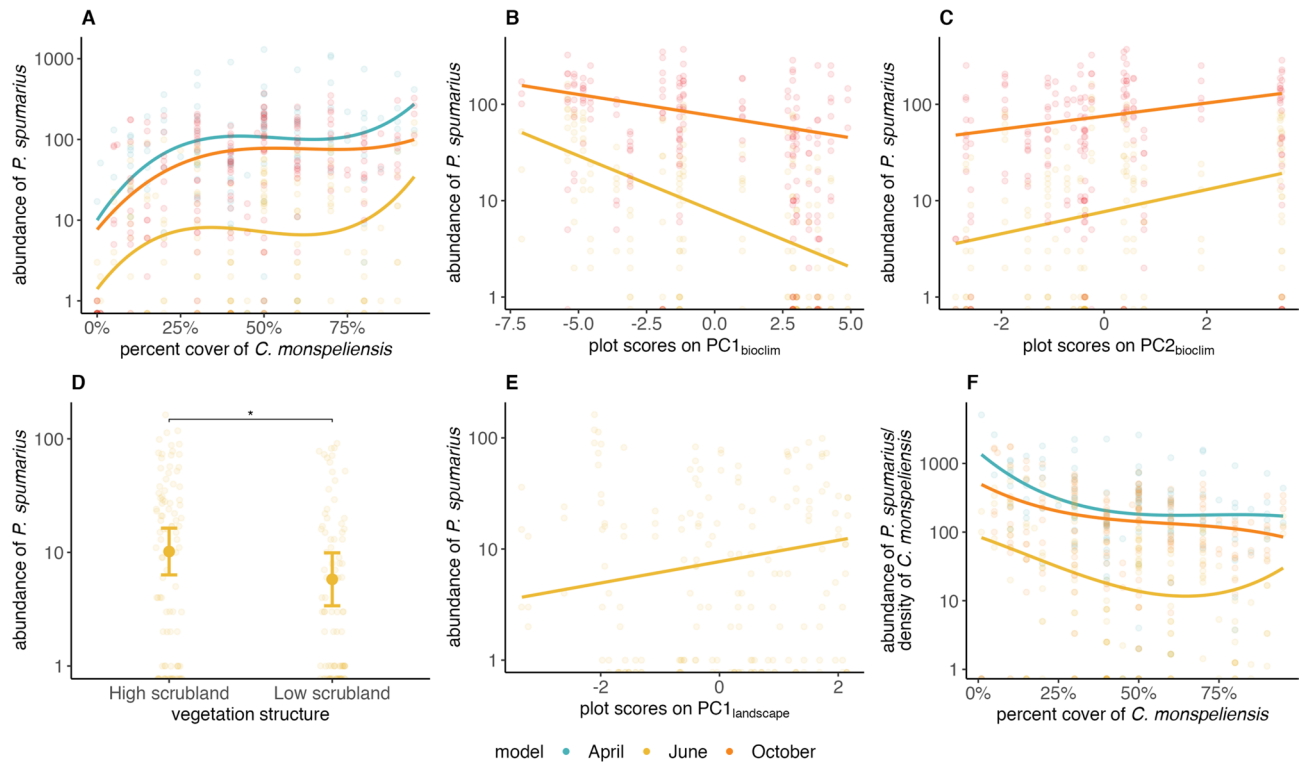 A
abundance of P. spumarius
1000
100
10
1
0%
25%
50%
75%
percent cover of C. monspeliensis
B
abundance of P. spumarius
100
10
1
-7.5
-5.0
-2.5
0.0
2.5
5.0
plot scores on PC1bioclim
C
abundance of P. spumarius
100
10
1
-2
0
2
plot scores on PC2bioclim
D
abundance of P. spumarius
100
10
1
*
High scrubland
Low scrubland
vegetation structure
E
abundance of P. spumarius
100
10
1
-2
0
2
plot scores on PC1landscape
F
abundance of P. spumarius/
density of C. monspeliensis
1000
100
10
1
0%
25%
50%
75%
percent cover of C. monspeliensis
model April June October